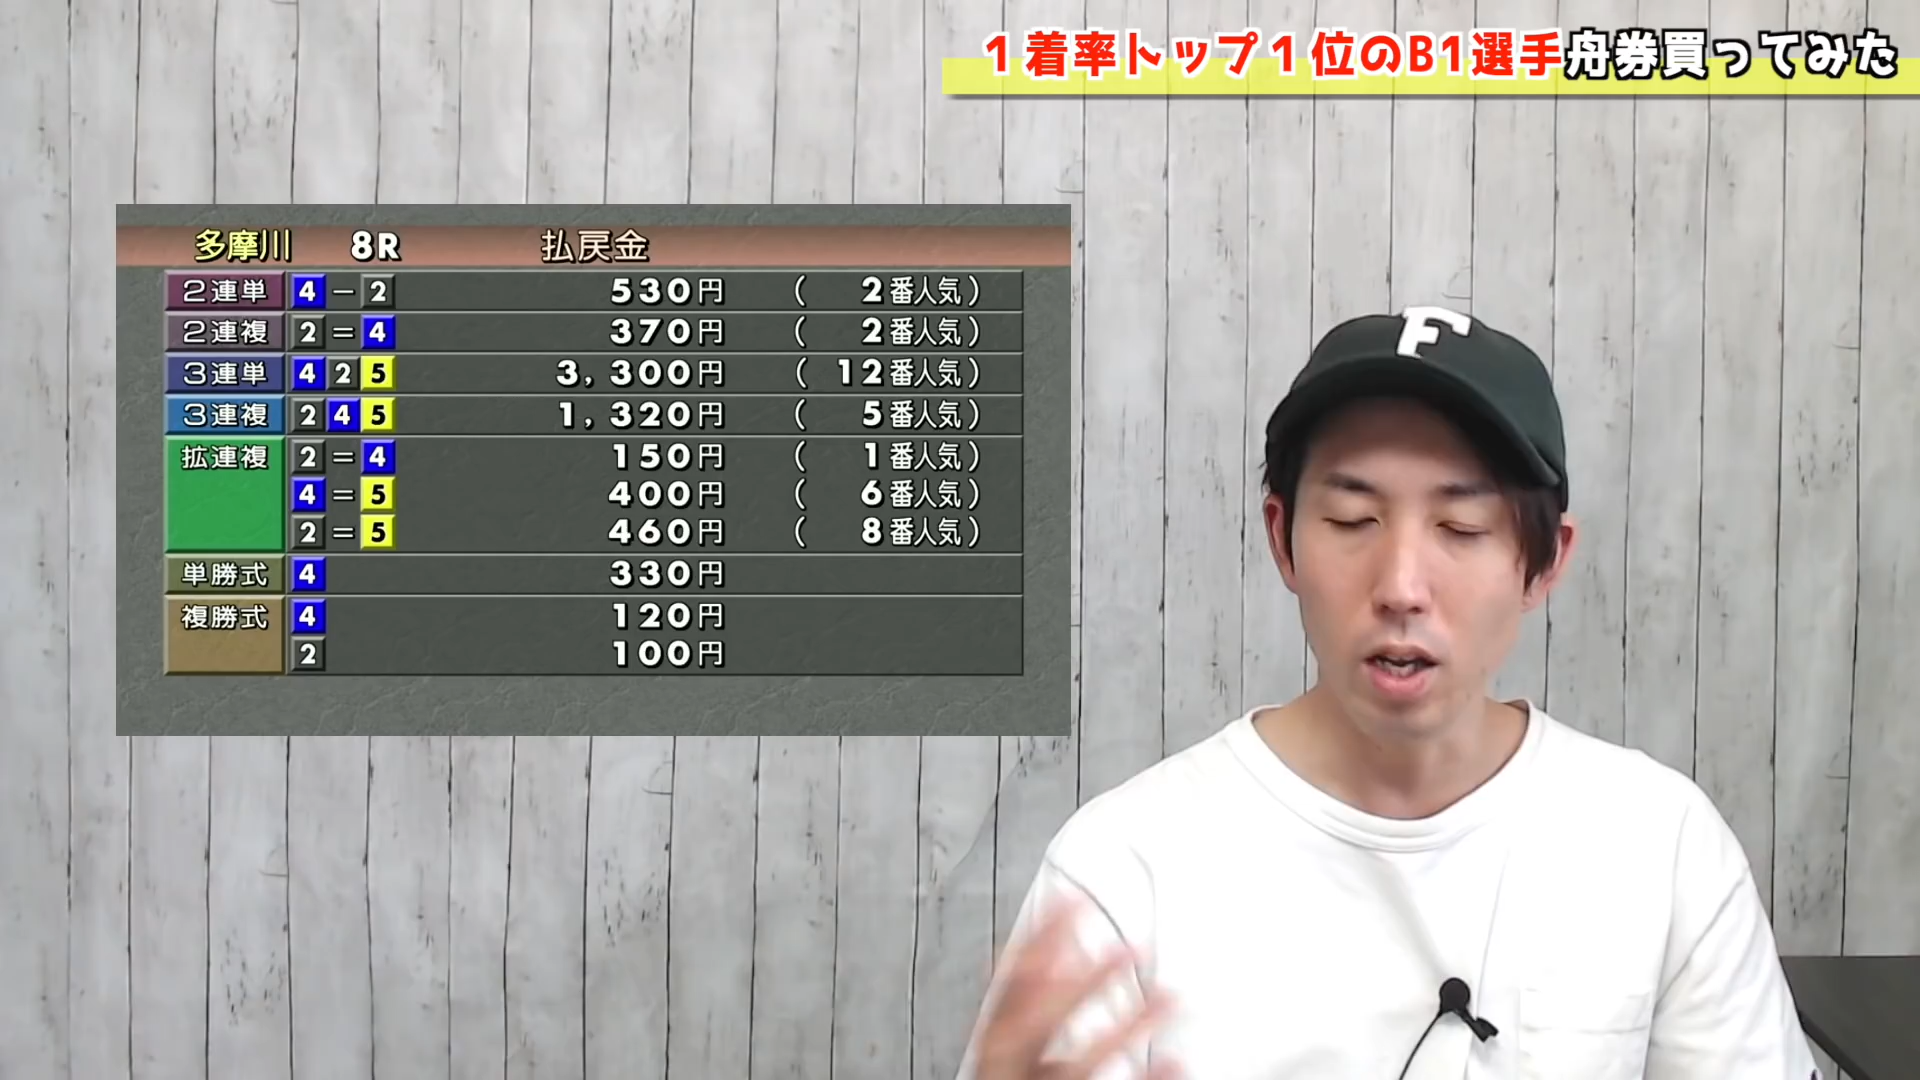 1着率トップ1位のB1選手舟券買ってみた
多摩川 8R 払戻金
2連単 4-2 530円 (2番人気)
2連複 2=4 370円 (2番人気)
3連単 4 2 5 3,300円 (12番人気)
3連複 2 4 5 1,320円 (5番人気)
拡連複 2=4 150円 (1番人気)
4=5 400円 (6番人気)
2=5 460円 (8番人気)
単勝式 4 330円
複勝式 4 120円
2 100円
F